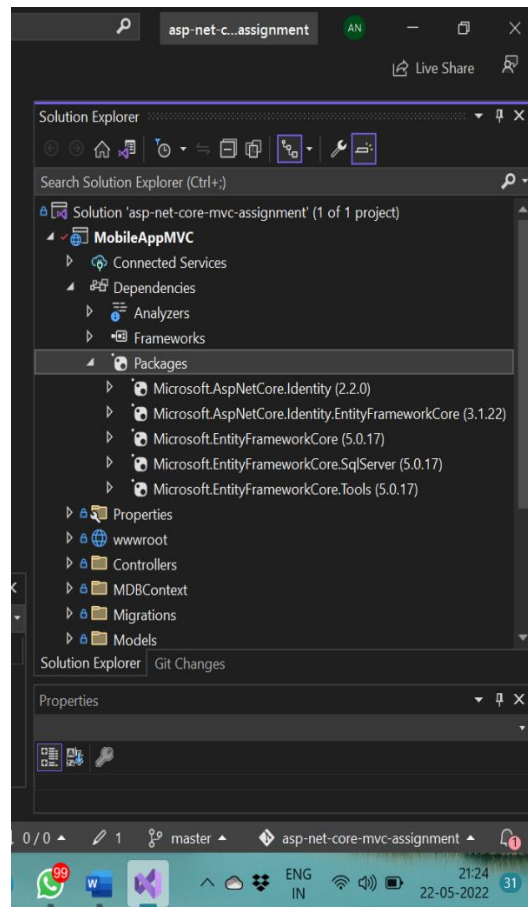 asp-net-c...assignment AN
Live Share
Solution Explorer
Search Solution Explorer (Ctrl+;)
Solution 'asp-net-core-mvc-assignment' (1 of 1 project)
MobileAppMVC
Connected Services
Dependencies
Analyzers
Frameworks
Packages
Microsoft.AspNetCore.Identity (2.2.0)
Microsoft.AspNetCore.Identity.EntityFrameworkCore (3.1.22)
Microsoft.EntityFrameworkCore (5.0.17)
Microsoft.EntityFrameworkCore.SqlServer (5.0.17)
Microsoft.EntityFrameworkCore.Tools (5.0.17)
Properties
wwwroot
Controllers
MDBContext
Migrations
Models
Solution Explorer Git Changes
Properties
0 / 0 1 master asp-net-core-mvc-assignment 1
99 W ENG 21:24
IN 22-05-2022 31